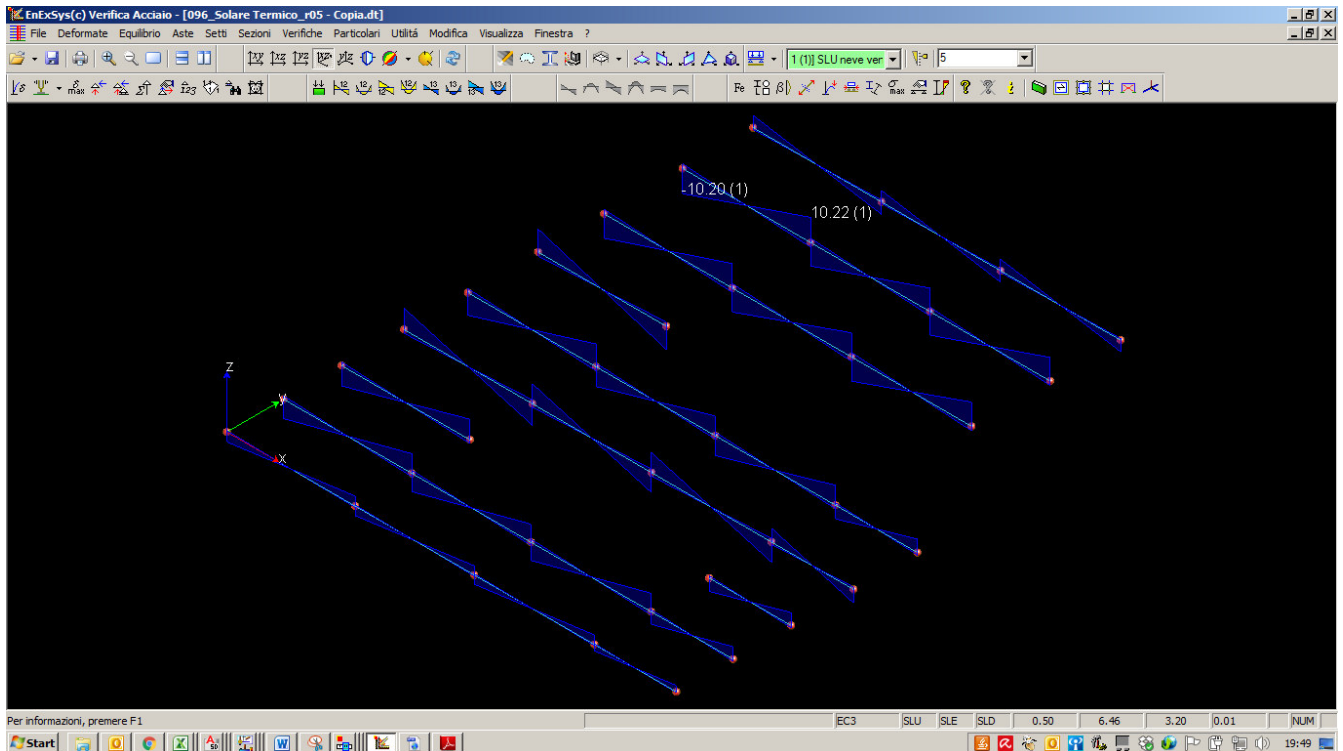 EnExSys(c) Verifica Acciaio - [096_Solare Termico_r05 - Copia.dt]
File Deformate Equilibrio Aste Setti Sezioni Verifiche Particolari Utilitá Modifica Visualizza Finestra ?
1 (1)] SLU neve ver 5
Fe
-10.20 (1)
10.22 (1)
z
y
x
Per informazioni, premere F1 EC3 SLU SLE SLD 0.50 6.46 3.20 0.01 NUM
Start 19:49